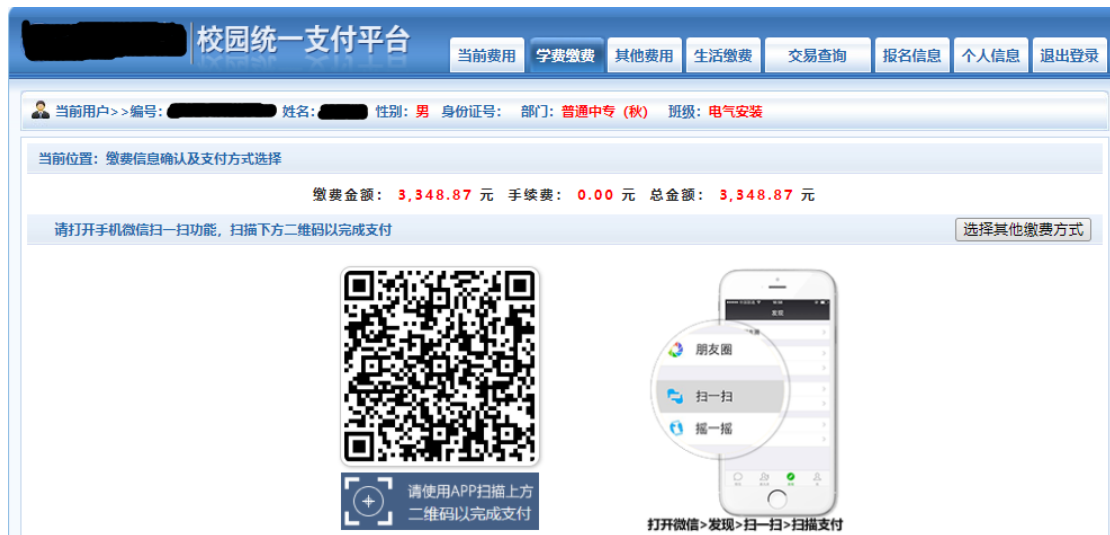 校园统一支付平台
当前费用 学费缴费 其他费用 生活缴费 交易查询 报名信息 个人信息 退出登录
当前用户>>编号: 姓名: 性别: 男 身份证号: 部门: 普通中专 (秋) 班级: 电气安装
当前位置: 缴费信息确认及支付方式选择
缴费金额: 3,348.87 元 手续费: 0.00 元 总金额: 3,348.87 元
请打开手机微信扫一扫功能, 扫描下方二维码以完成支付
选择其他缴费方式
发现
朋友圈
扫一扫
摇一摇
请使用APP扫描上方
二维码以完成支付
打开微信>发现>扫一扫>扫描支付